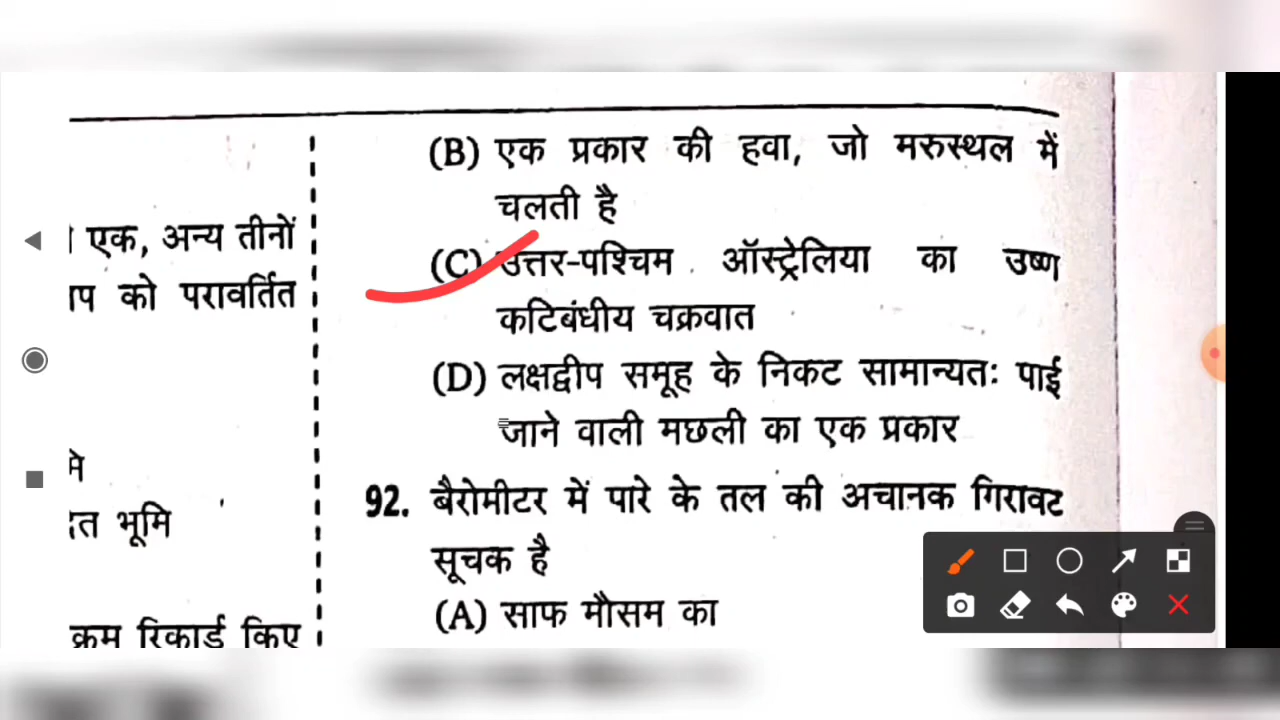 एक, अन्य तीनों
को परावर्तित
भूमि
रिकार्ड किए
(B) एक प्रकार की हवा, जो मरुस्थल में
चलती है
(C) उत्तर-पश्चिम ऑस्ट्रेलिया का उष्ण
कटिबंधीय चक्रवात
(D) लक्षद्वीप समूह के निकट सामान्यतः पाई
जाने वाली मछली का एक प्रकार
92. बैरोमीटर में पारे के तल की अचानक गिरावट
सूचक है
(A) साफ मौसम का